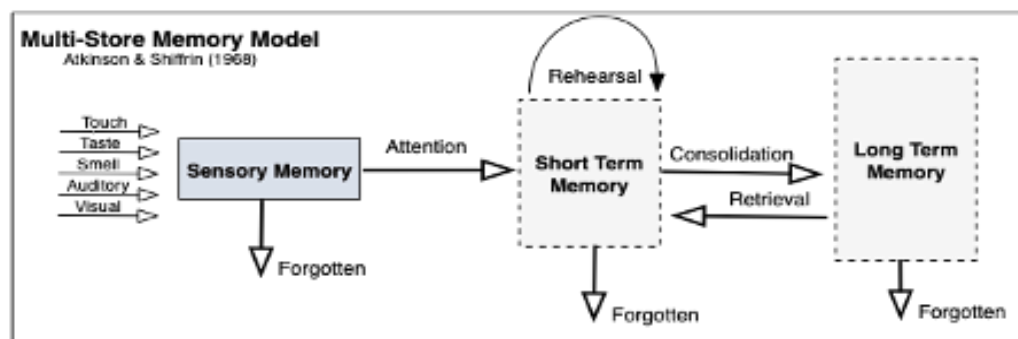 Multi-Store Memory Model
Atkinson & Shiffrin (1968)
Rehearsal
Touch
Taste
Smell
Auditory
Visual
Sensory Memory
Attention
Short Term
Memory
Consolidation
Retrieval
Long Term
Memory
Forgotten
Forgotten
Forgotten